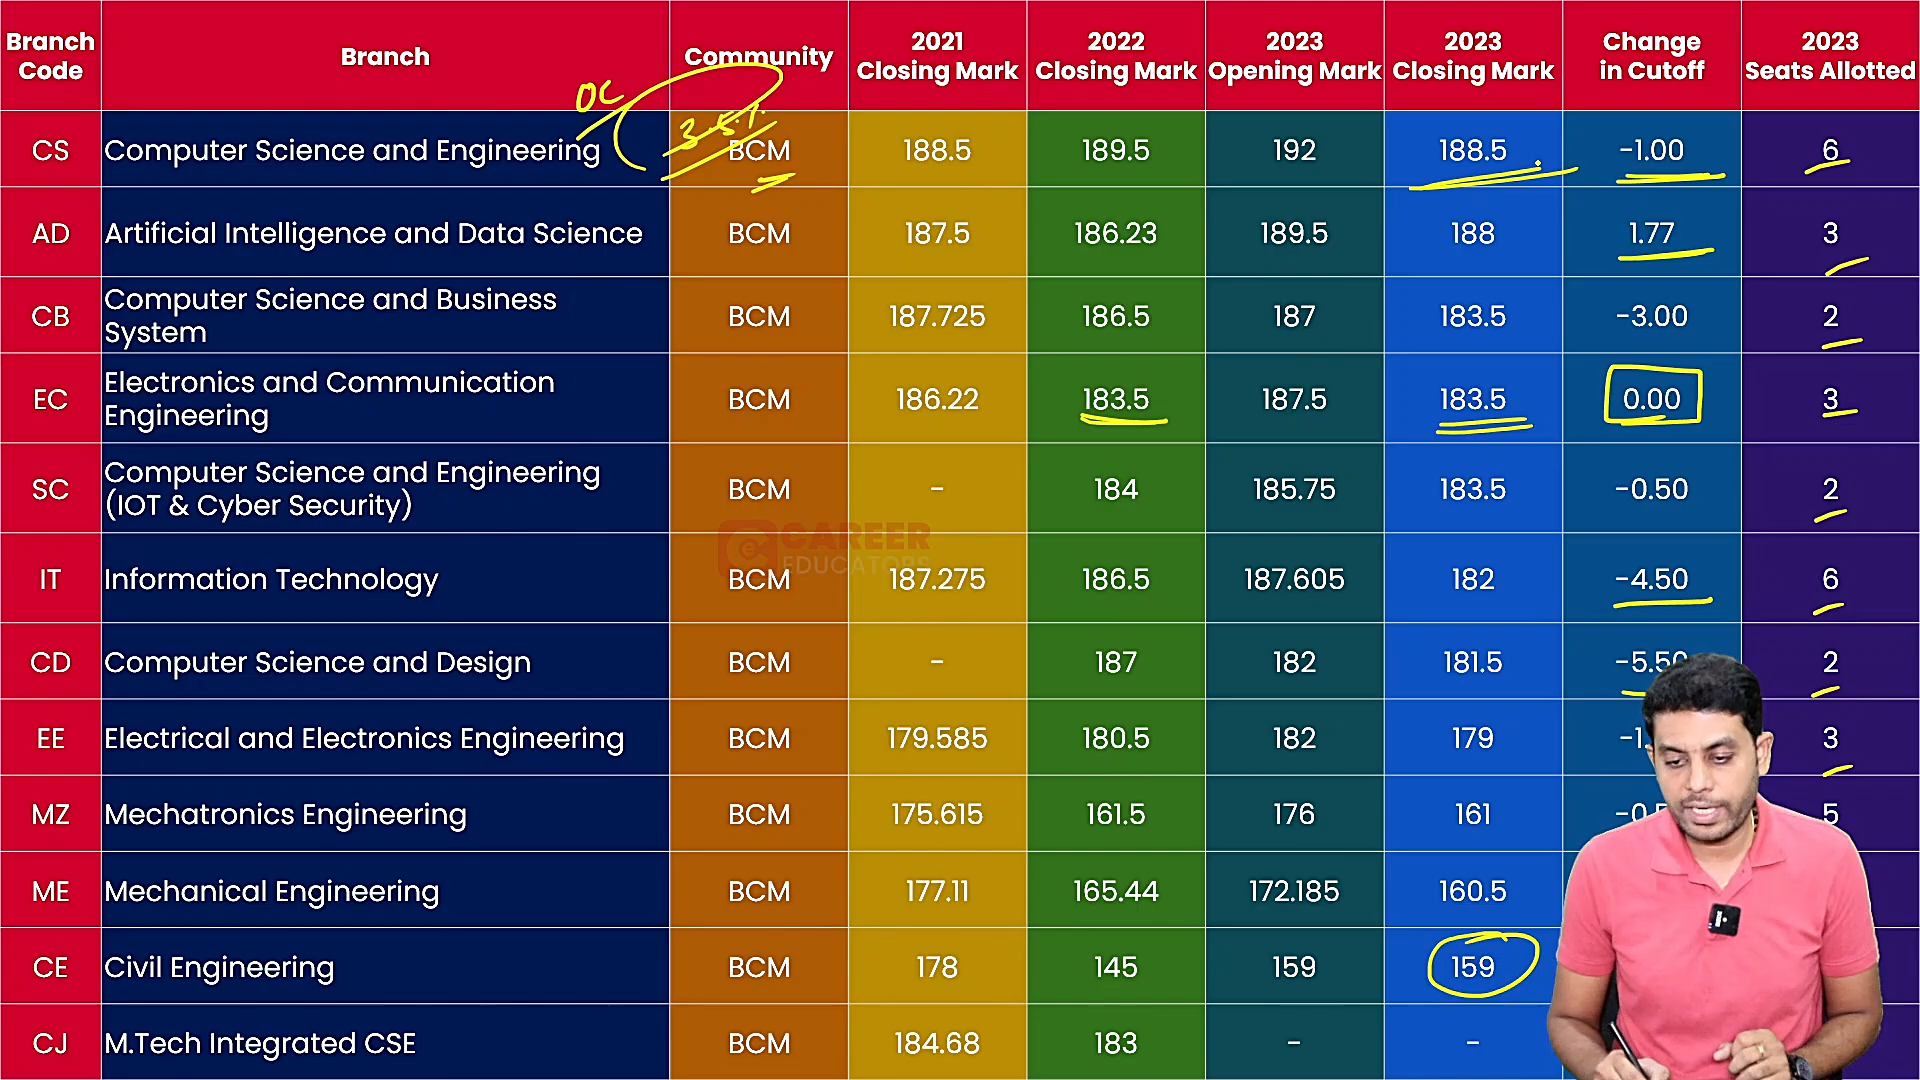 Branch Code
Branch
Community
2021 Closing Mark
2022 Closing Mark
2023 Opening Mark
2023 Closing Mark
Change in Cutoff
2023 Seats Allotted
OC
3.5%
CS Computer Science and Engineering BCM 188.5 189.5 192 188.5 -1.00 6
AD Artificial Intelligence and Data Science BCM 187.5 186.23 189.5 188 1.77 3
CB Computer Science and Business System BCM 187.725 186.5 187 183.5 -3.00 2
EC Electronics and Communication Engineering BCM 186.22 183.5 187.5 183.5 0.00 3
SC Computer Science and Engineering (IOT & Cyber Security) BCM - 184 185.75 183.5 -0.50 2
CAREER
EDUCATORS
IT Information Technology BCM 187.275 186.5 187.605 182 -4.50 6
CD Computer Science and Design BCM - 187 182 181.5 -5.50 2
EE Electrical and Electronics Engineering BCM 179.585 180.5 182 179 -1. 3
MZ Mechatronics Engineering BCM 175.615 161.5 176 161 -0. 5
ME Mechanical Engineering BCM 177.11 165.44 172.185 160.5
CE Civil Engineering BCM 178 145 159 159
CJ M.Tech Integrated CSE BCM 184.68 183 - -